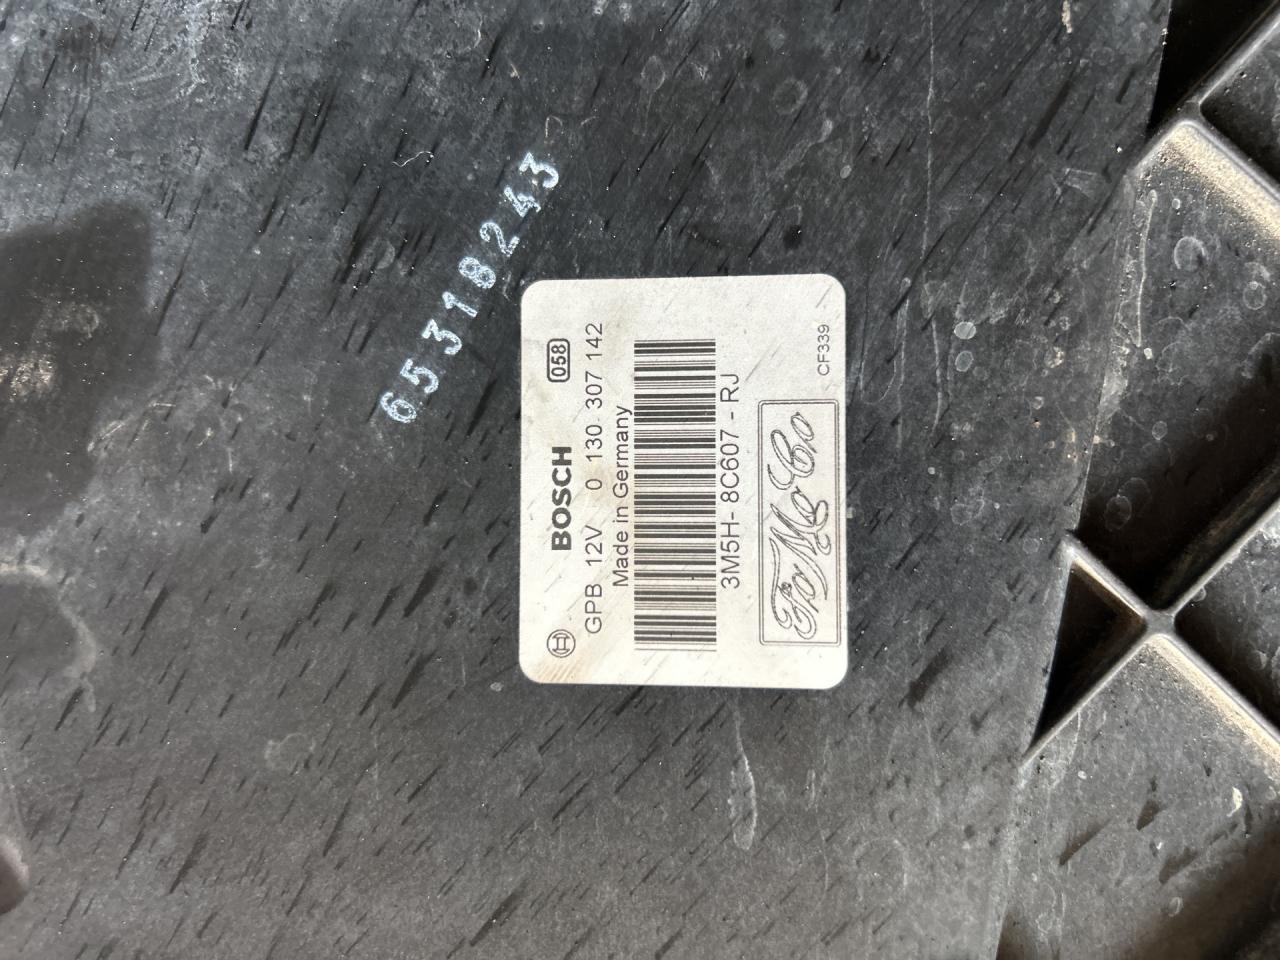 65318243
BOSCH 058
GPB 12V 0 130 307 142
Made in Germany
3M5H- 8C607 - RJ
FoMoCo
CF339